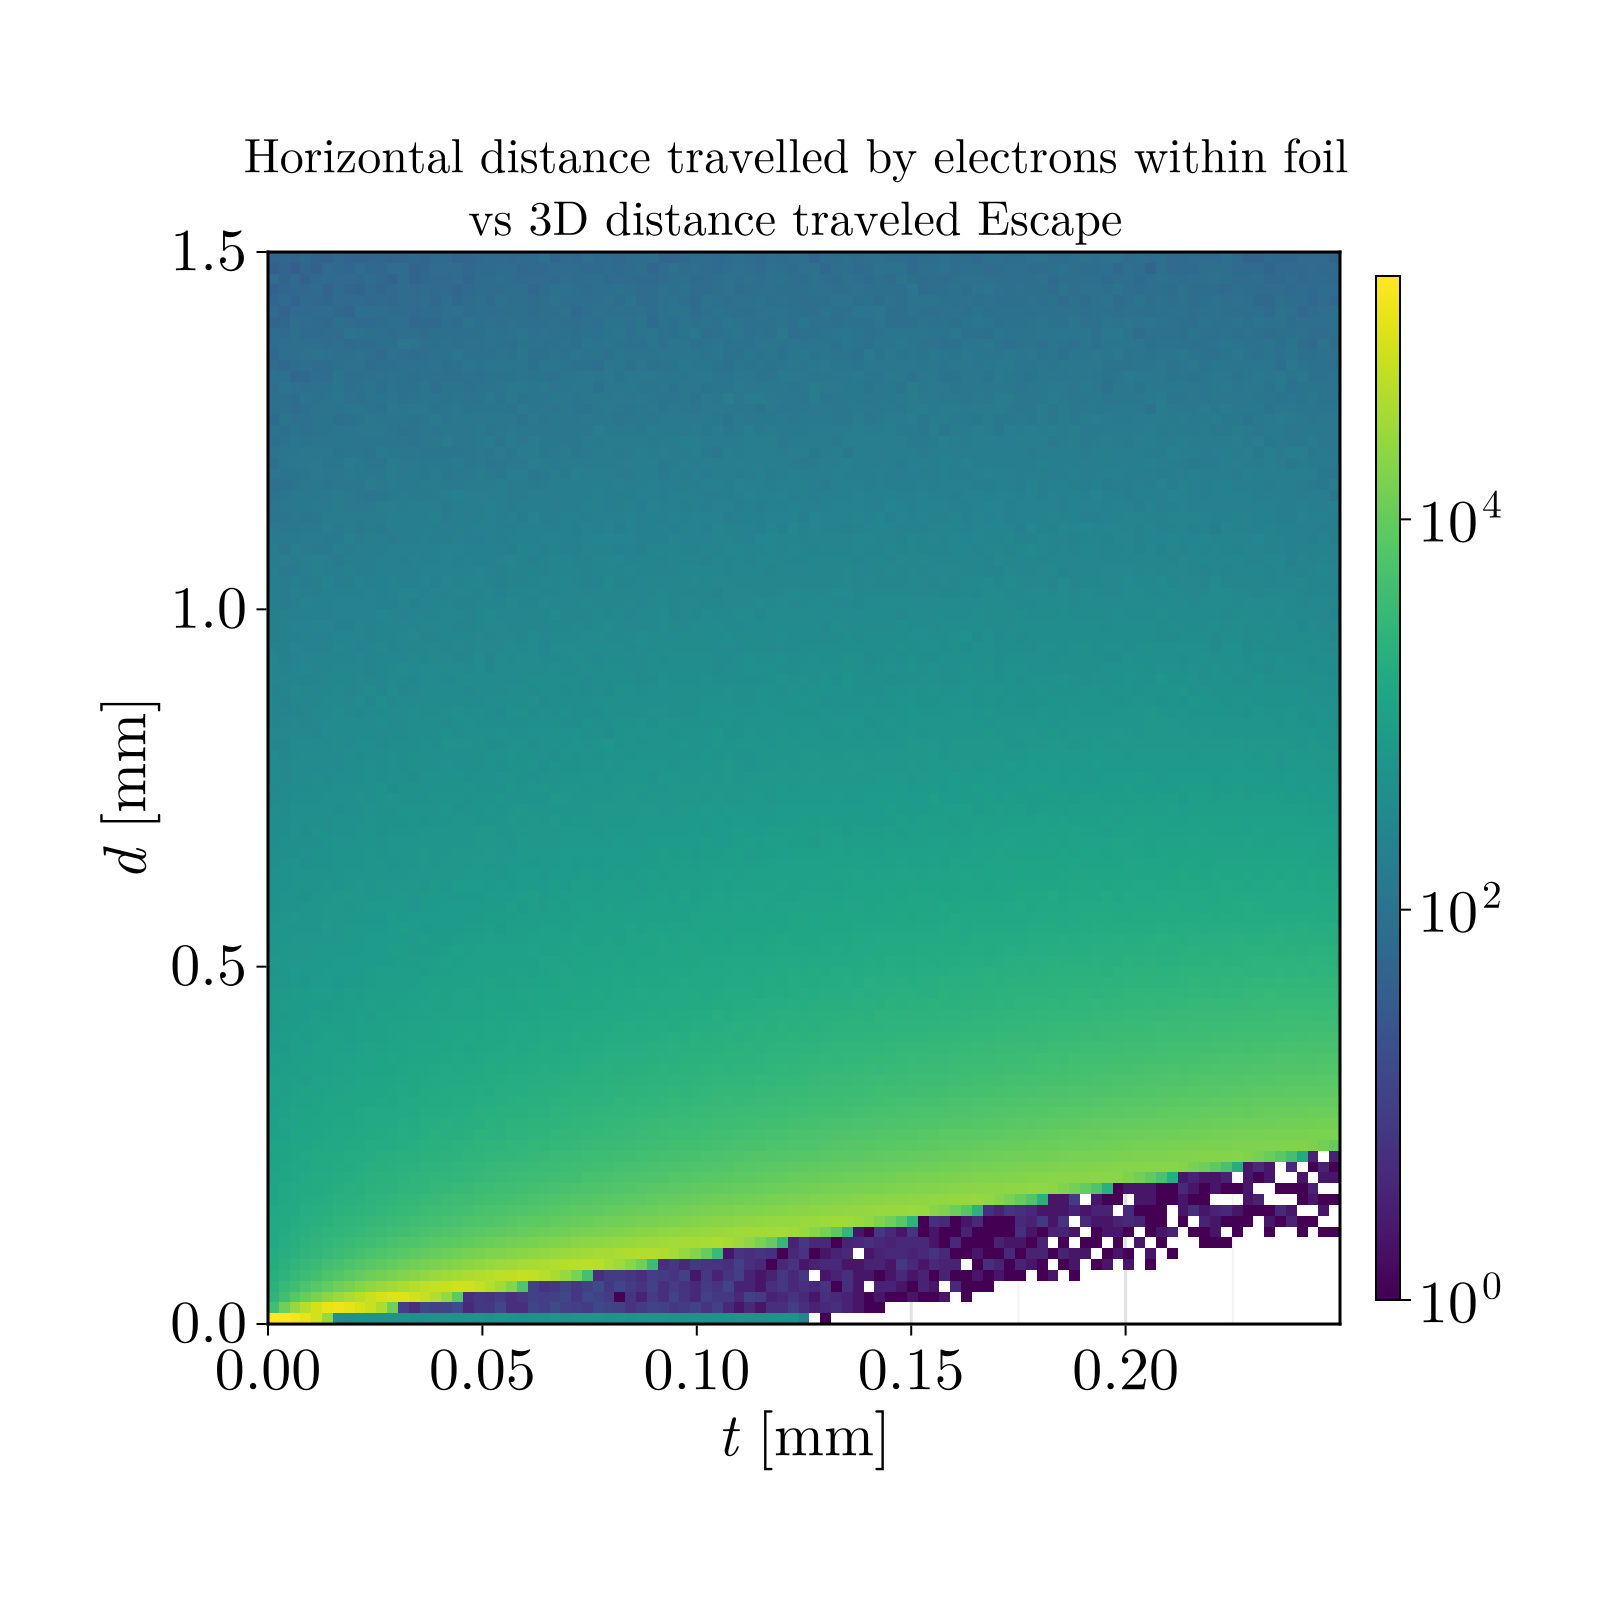 Horizontal distance travelled by electrons within foil
vs 3D distance traveled Escape
1.5
1.0
0.5
0.0
d [mm]
0.00 0.05 0.10 0.15 0.20
t [mm]
10^4
10^2
10^0